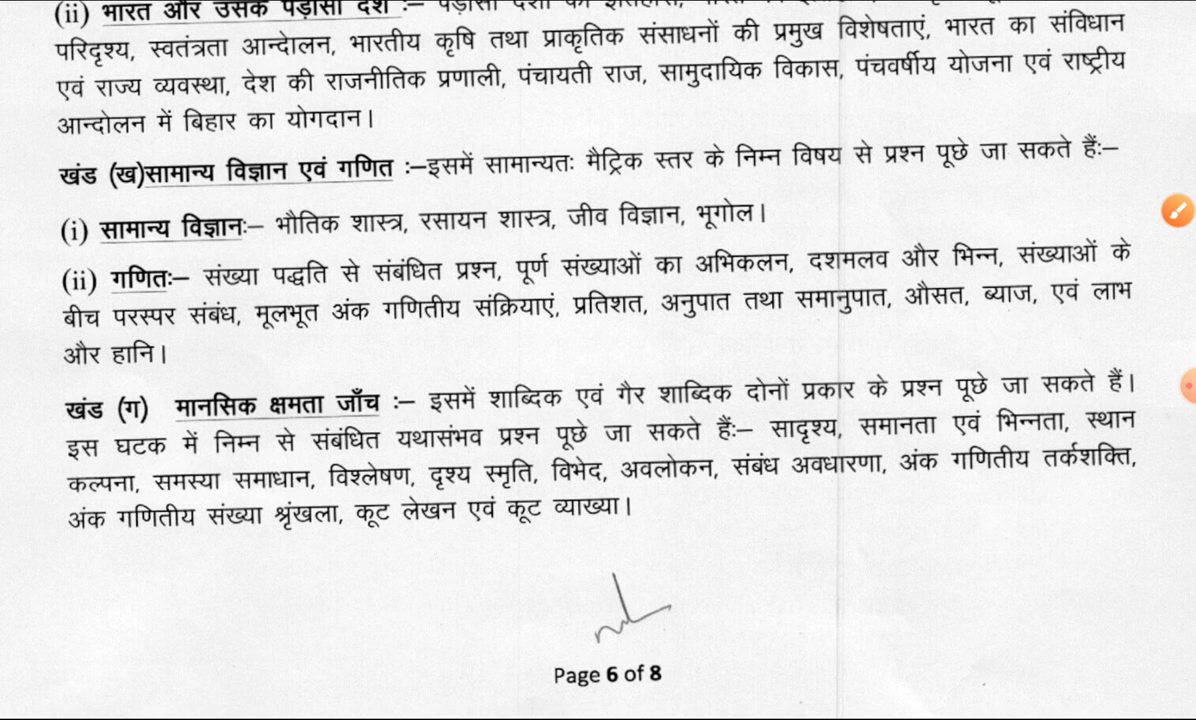 (ii) भारत और उसके पड़ोसी देश :– पड़ोसी देशों का इतिहास,
परिदृश्य, स्वतंत्रता आन्देालन, भारतीय कृषि तथा प्राकृतिक संसाधनों की प्रमुख विशेषताएं, भारत का संविधान
एवं राज्य व्यवस्था, देश की राजनीतिक प्रणाली, पंचायती राज, सामुदायिक विकास, पंचवर्षीय योजना एवं राष्ट्रीय
आन्दोलन में बिहार का योगदान।
खंड (ख)सामान्य विज्ञान एवं गणित :–इसमें सामान्यतः मैट्रिक स्तर के निम्न विषय से प्रश्न पूछे जा सकते हैंः–
(i) सामान्य विज्ञानः– भौतिक शास्त्र, रसायन शास्त्र, जीव विज्ञान, भूगोल।
(ii) गणितः– संख्या पद्धति से संबंधित प्रश्न, पूर्ण संख्याओं का अभिकलन, दशमलव और भिन्न, संख्याओं के
बीच परस्पर संबंध, मूलभूत अंक गणितीय संक्रियाएं, प्रतिशत, अनुपात तथा समानुपात, औसत, ब्याज, एवं लाभ
और हानि।
खंड (ग) मानसिक क्षमता जाँच :– इसमें शाब्दिक एवं गैर शाब्दिक दोनों प्रकार के प्रश्न पूछे जा सकते हैं।
इस घटक में निम्न से संबंधित यथासंभव प्रश्न पूछे जा सकते हैंः– सादृश्य, समानता एवं भिन्नता, स्थान
कल्पना, समस्या समाधान, विश्लेषण, दृश्य स्मृति, विभेद, अवलोकन, संबंध अवधारणा, अंक गणितीय तर्कशक्ति,
अंक गणितीय संख्या श्रृंखला, कूट लेखन एवं कूट व्याख्या।
Page 6 of 8